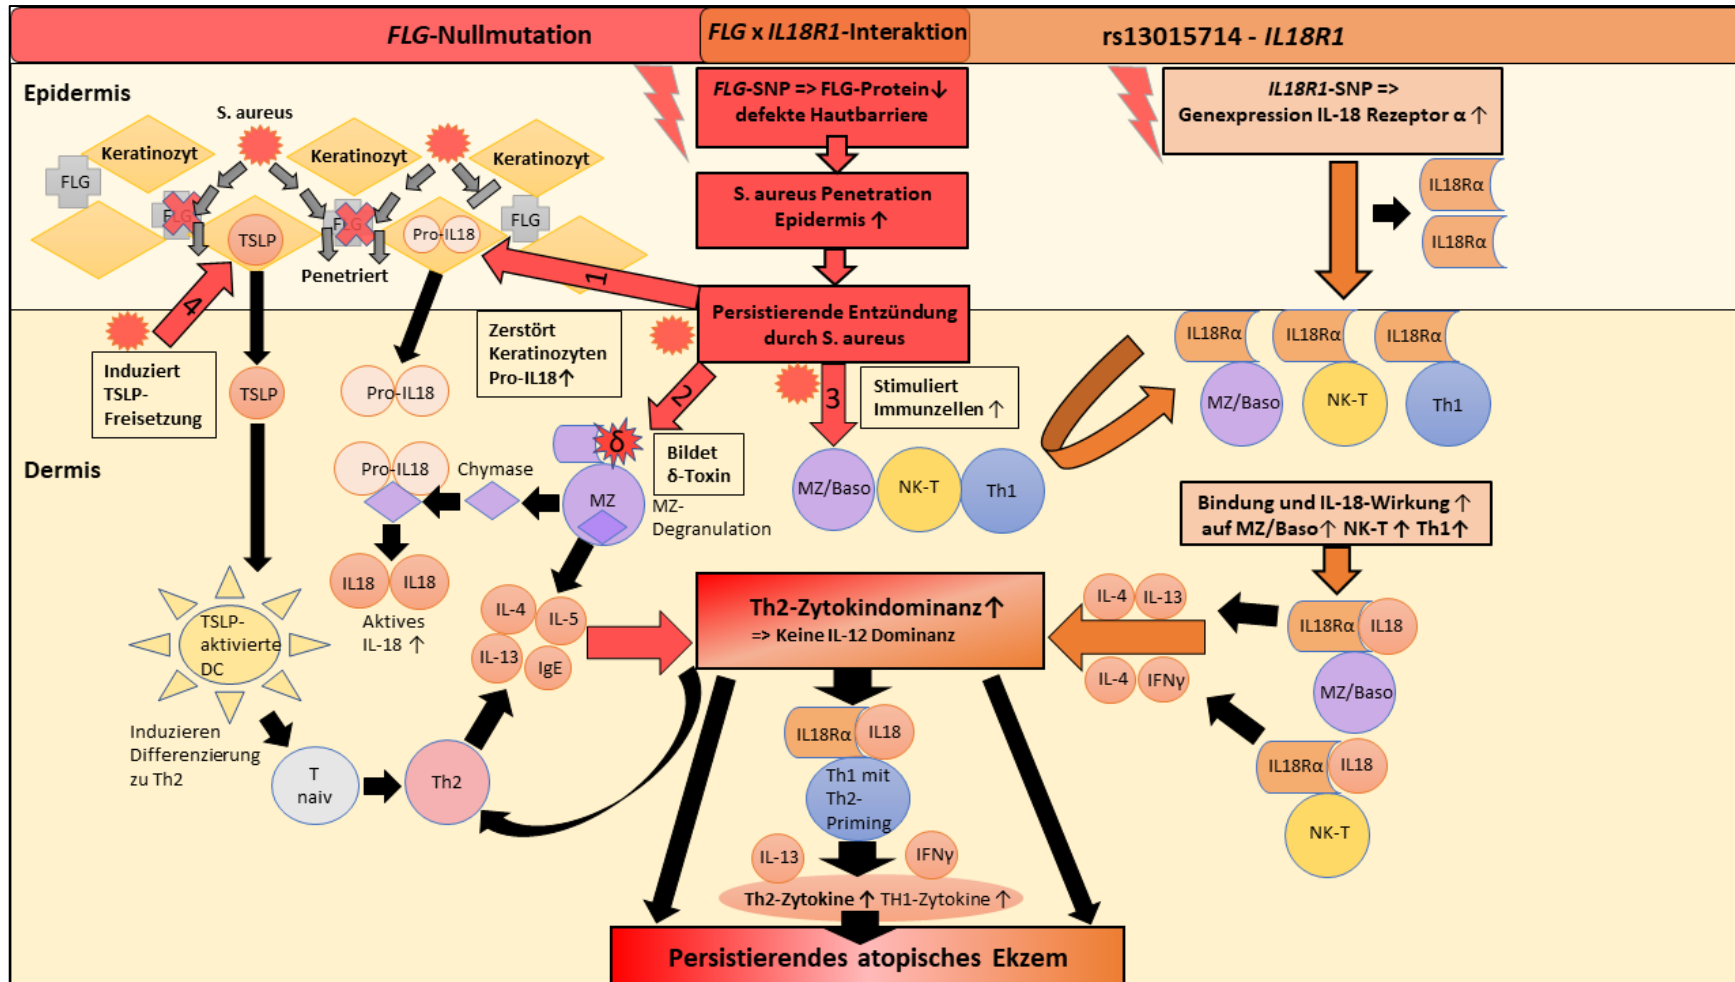 FLG-Nullmutation
FLG x IL18R1-Interaktion
rs13015714 - IL18R1
Epidermis
S. aureus
Keratinozyt
Keratinozyt
Keratinozyt
FLG
FLG
FLG
FLG
TSLP
Pro-IL18
Penetriert
FLG-SNP => FLG-Protein↓
defekte Hautbarriere
S. aureus Penetration
Epidermis ↑
Persistierende Entzündung
durch S. aureus
IL18R1-SNP =>
Genexpression IL-18 Rezeptor α ↑
IL18Rα
IL18Rα
1
4
Induziert
TSLP-
Freisetzung
TSLP
Zerstört
Keratinozyten
Pro-IL18↑
Pro-IL18
2
3
Stimuliert
Immunzellen ↑
IL18Rα
IL18Rα
IL18Rα
MZ/Baso
NK-T
Th1
Dermis
Pro-IL18
Chymase
δ
MZ
Bildet
δ-Toxin
MZ-
Degranulation
MZ/Baso
NK-T
Th1
Bindung und IL-18-Wirkung ↑
auf MZ/Baso↑ NK-T ↑ Th1↑
IL18
IL18
Aktives
IL-18 ↑
TSLP-
aktivierte
DC
Induzieren
Differenzierung
zu Th2
T
naiv
Th2
IL-4
IL-5
IL-13
IgE
Th2-Zytokindominanz↑
=> Keine IL-12 Dominanz
IL-4
IL-13
IL-4
IFNγ
IL18Rα
IL18
MZ/Baso
IL18Rα
IL18
NK-T
IL18Rα
IL18
Th1 mit
Th2-
Priming
IL-13
IFNγ
Th2-Zytokine ↑ TH1-Zytokine ↑
Persistierendes atopisches Ekzem